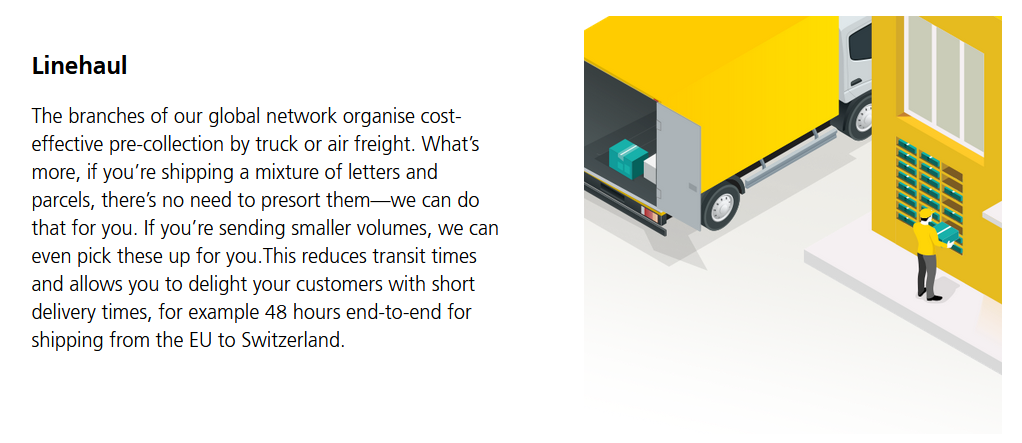 Linehaul
The branches of our global network organise cost-
effective pre-collection by truck or air freight. What’s
more, if you’re shipping a mixture of letters and
parcels, there’s no need to presort them—we can do
that for you. If you’re sending smaller volumes, we can
even pick these up for you.This reduces transit times
and allows you to delight your customers with short
delivery times, for example 48 hours end-to-end for
shipping from the EU to Switzerland.